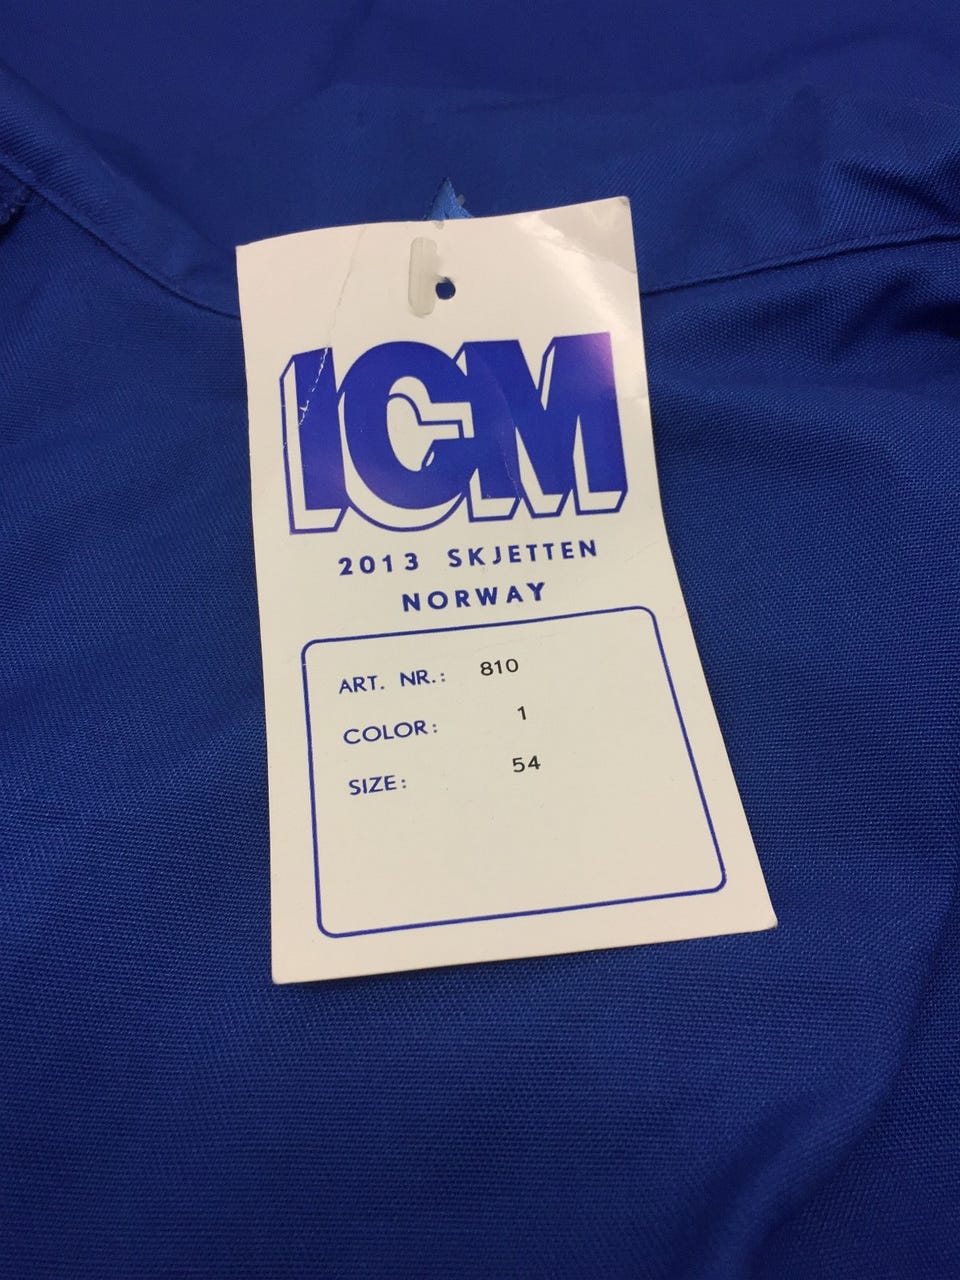 ICM
2013 SKJETTEN
NORWAY
ART. NR.: 810
COLOR: 1
SIZE: 54